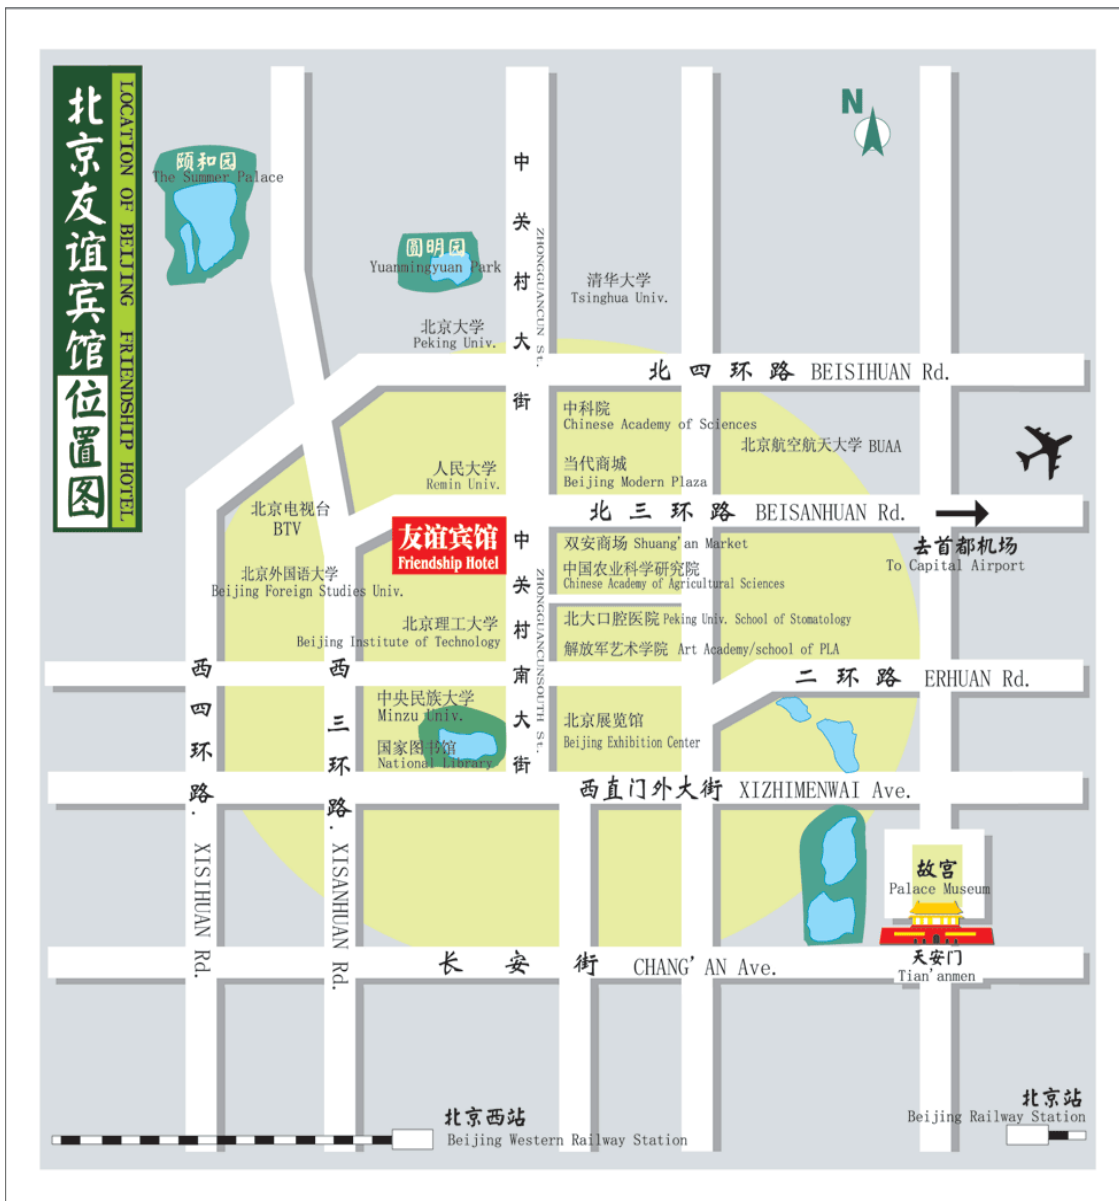 北京友谊宾馆位置图
LOCATION OF BEIJING FRIENDSHIP HOTEL
N
颐和园
The Summer Palace
圆明园
Yuanmingyuan Park
中关村大街
ZHONGGUANCUN St.
清华大学
Tsinghua Univ.
北京大学
Peking Univ.
北四环路 BEISIHUAN Rd.
中科院
Chinese Academy of Sciences
北京航空航天大学 BUAA
当代商城
Beijing Modern Plaza
人民大学
Remin Univ.
北京电视台
BTV
北三环路 BEISANHUAN Rd.
去首都机场
To Capital Airport
友谊宾馆
Friendship Hotel
双安商场 Shuang'an Market
中国农业科学研究院
Chinese Academy of Agricultural Sciences
北京外国语大学
Beijing Foreign Studies Univ.
北京理工大学
Beijing Institute of Technology
中关村南大街
ZHONGGUANCUNSOUTH St.
北大口腔医院 Peking Univ. School of Stomatology
解放军艺术学院 Art Academy/school of PLA
二环路 ERHUAN Rd.
中央民族大学
Minzu Univ.
国家图书馆
National Library
北京展览馆
Beijing Exhibition Center
西四环路. XISIHUAN Rd.
西三环路. XISANHUAN Rd.
西直门外大街 XIZHIMENWAI Ave.
故宫
Palace Museum
天安门
Tian'anmen
长安街 CHANG'AN Ave.
北京西站
Beijing Western Railway Station
北京站
Beijing Railway Station